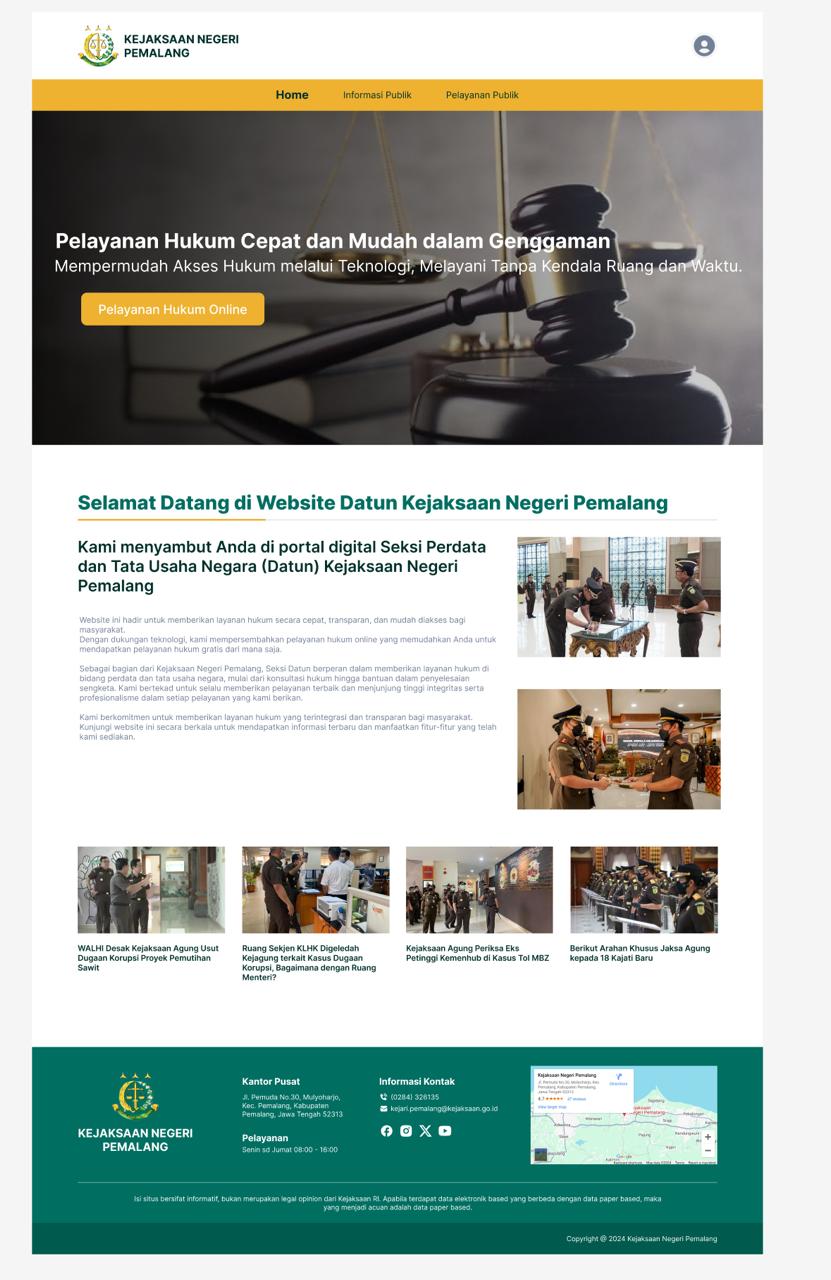 KEJAKSAAN NEGERI
PEMALANG
Home
Informasi Publik
Pelayanan Publik
Pelayanan Hukum Cepat dan Mudah dalam Genggaman
Mempermudah Akses Hukum melalui Teknologi, Melayani Tanpa Kendala Ruang dan Waktu.
Pelayanan Hukum Online
Selamat Datang di Website Datun Kejaksaan Negeri Pemalang
Kami menyambut Anda di portal digital Seksi Perdata
dan Tata Usaha Negara (Datun) Kejaksaan Negeri
Pemalang
Website ini hadir untuk memberikan layanan hukum secara cepat, transparan, dan mudah diakses bagi
masyarakat.
Dengan dukungan teknologi, kami mempersembahkan pelayanan hukum online yang memudahkan Anda untuk
mendapatkan pelayanan hukum gratis dari mana saja.
Sebagai bagian dari Kejaksaan Negeri Pemalang, Seksi Datun berperan dalam memberikan layanan hukum di
bidang perdata dan tata usaha negara, mulai dari konsultasi hukum hingga bantuan dalam penyelesaian
sengketa. Kami bertekad untuk selalu memberikan pelayanan terbaik dan menjunjung tinggi integritas serta
profesionalisme dalam setiap pelayanan yang kami berikan.
Kami berkomitmen untuk memberikan layanan hukum yang terintegrasi dan transparan bagi masyarakat.
Kunjungi website ini secara berkala untuk mendapatkan informasi terbaru dan manfaatkan fitur-fitur yang telah
kami sediakan.
WALHI Desak Kejaksaan Agung Usut
Dugaan Korupsi Proyek Pemutihan
Sawit
Ruang Sekjen KLHK Digeledah
Kejagung terkait Kasus Dugaan
Korupsi, Bagaimana dengan Ruang
Menteri?
Kejaksaan Agung Periksa Eks
Petinggi Kemenhub di Kasus Tol MBZ
Berikut Arahan Khusus Jaksa Agung
kepada 18 Kajati Baru
KEJAKSAAN NEGERI
PEMALANG
Kantor Pusat
Jl. Pemuda No.30, Mulyoharjo,
Kec. Pemalang, Kabupaten
Pemalang, Jawa Tengah 52313
Pelayanan
Senin sd Jumat 08:00 - 16:00
Informasi Kontak
(0284) 326135
kejari.pemalang@kejaksaan.go.id
Kejaksaan Negeri Pemalang
Jl. Pemuda No.30, Mulyoharjo, Kec.
Pemalang, Kabupaten Pemalang,
Jawa Tengah 52313
Directions
4.7
View larger map
Google
Isi situs bersifat informatif, bukan merupakan legal opinion dari Kejaksaan RI. Apabila terdapat data elektronik based yang berbeda dengan data paper based, maka
yang menjadi acuan adalah data paper based.
Copyright @ 2024 Kejaksaan Negeri Pemalang